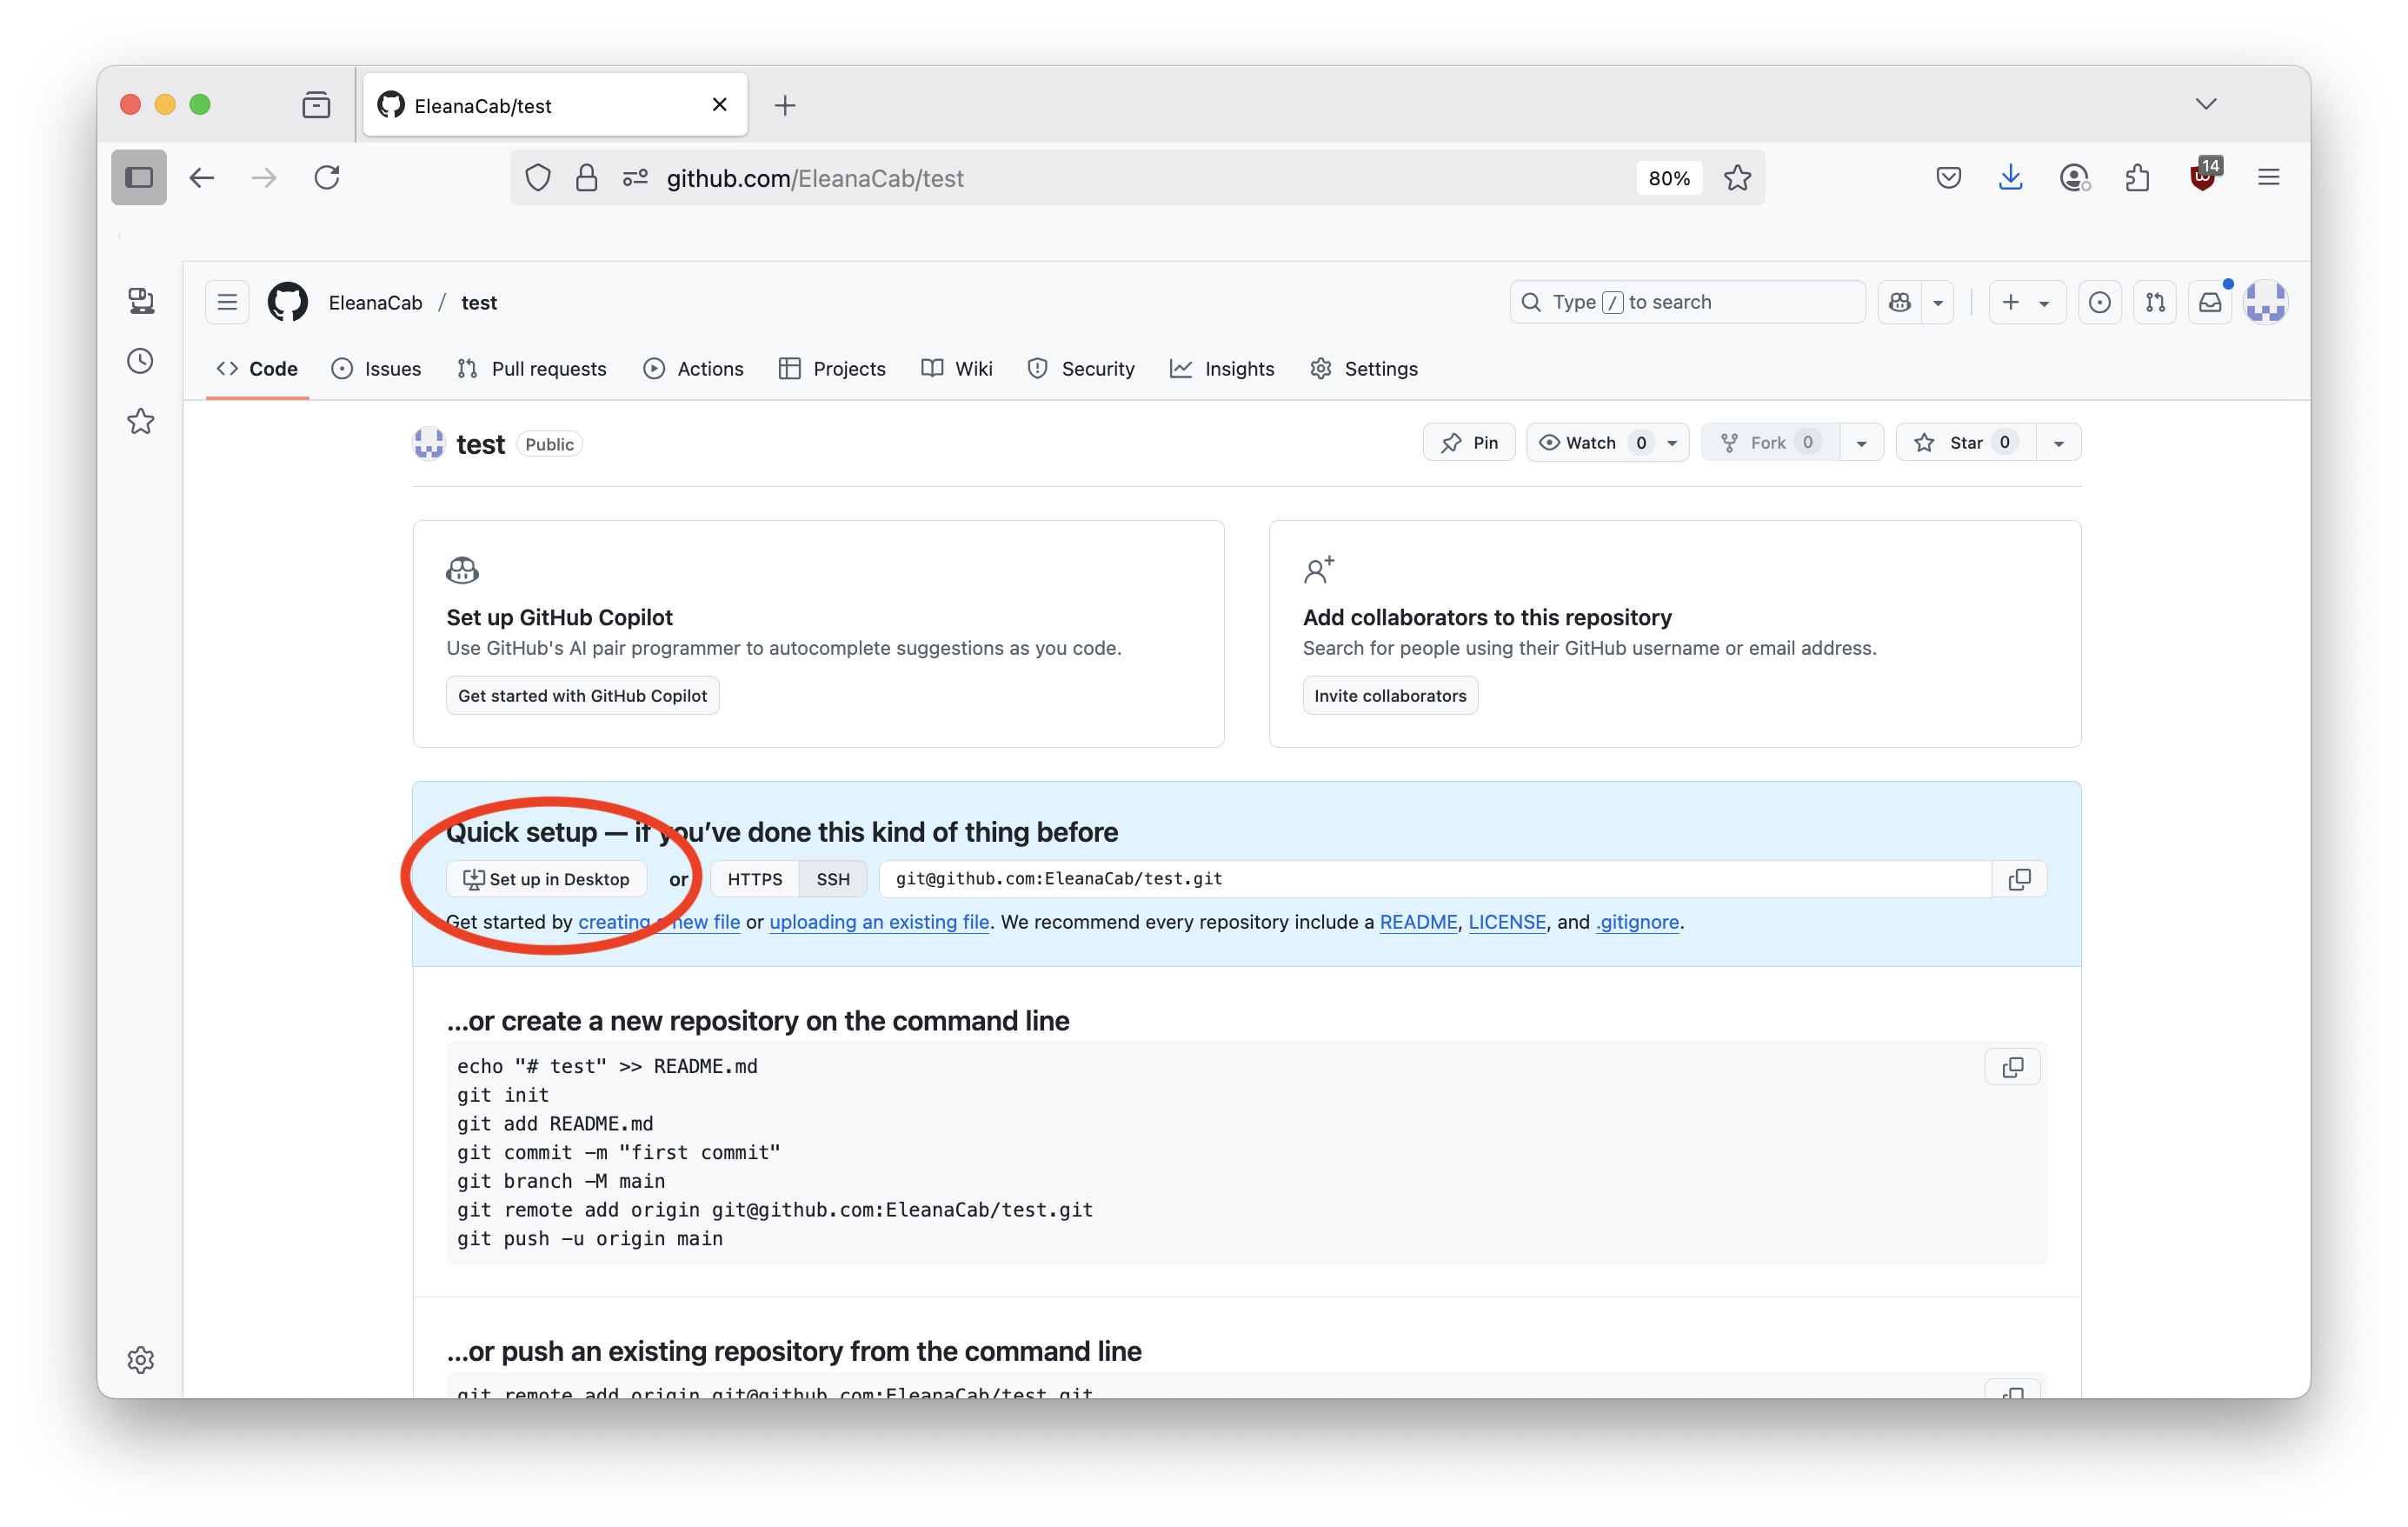 EleanaCab/test
github.com/EleanaCab/test
80%
14
EleanaCab / test
Type / to search
Code
Issues
Pull requests
Actions
Projects
Wiki
Security
Insights
Settings
test Public
Pin
Watch 0
Fork 0
Star 0
Set up GitHub Copilot
Use GitHub's AI pair programmer to autocomplete suggestions as you code.
Get started with GitHub Copilot
Add collaborators to this repository
Search for people using their GitHub username or email address.
Invite collaborators
Quick setup — if you've done this kind of thing before
Set up in Desktop or HTTPS SSH git@github.com:EleanaCab/test.git
Get started by creating a new file or uploading an existing file. We recommend every repository include a README, LICENSE, and .gitignore.
...or create a new repository on the command line
echo "# test" >> README.md
git init
git add README.md
git commit -m "first commit"
git branch -M main
git remote add origin git@github.com:EleanaCab/test.git
git push -u origin main
...or push an existing repository from the command line
git remote add origin git@github.com:EleanaCab/test.git